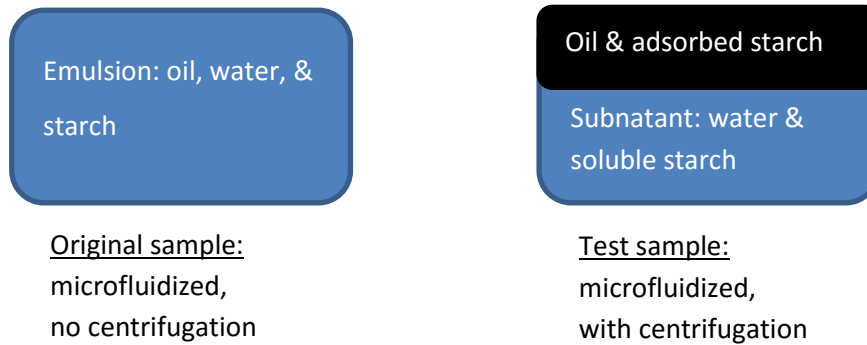 Emulsion: oil, water, &
starch
Original sample:
microfluidized,
no centrifugation
Oil & adsorbed starch
Subnatant: water &
soluble starch
Test sample:
microfluidized,
with centrifugation